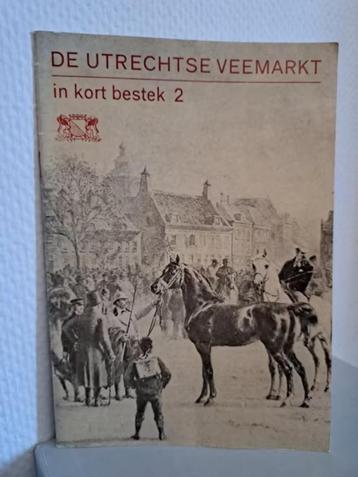 DE UTRECHTSE VEEMARKT
in kort bestek 2